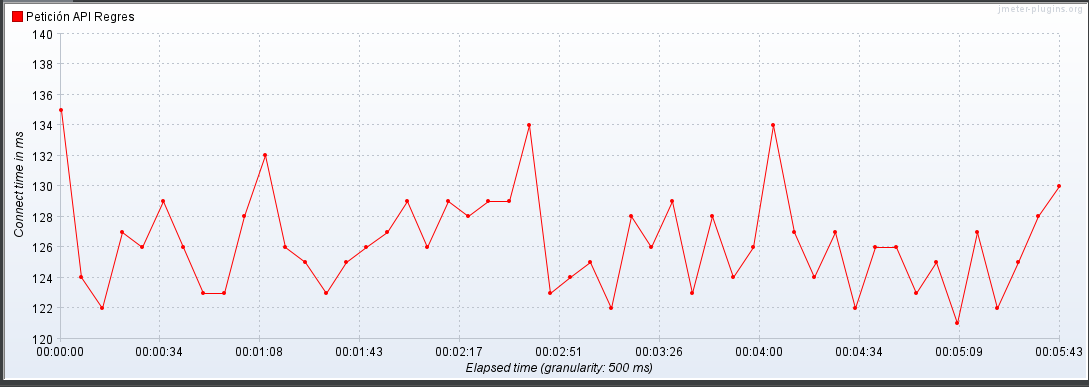 jmeter-plugins.org
Petición API Regres
140
138
136
134
132
130
128
126
124
122
120
Connect time in ms
00:00:00 00:00:34 00:01:08 00:01:43 00:02:17 00:02:51 00:03:26 00:04:00 00:04:34 00:05:09 00:05:43
Elapsed time (granularity: 500 ms)